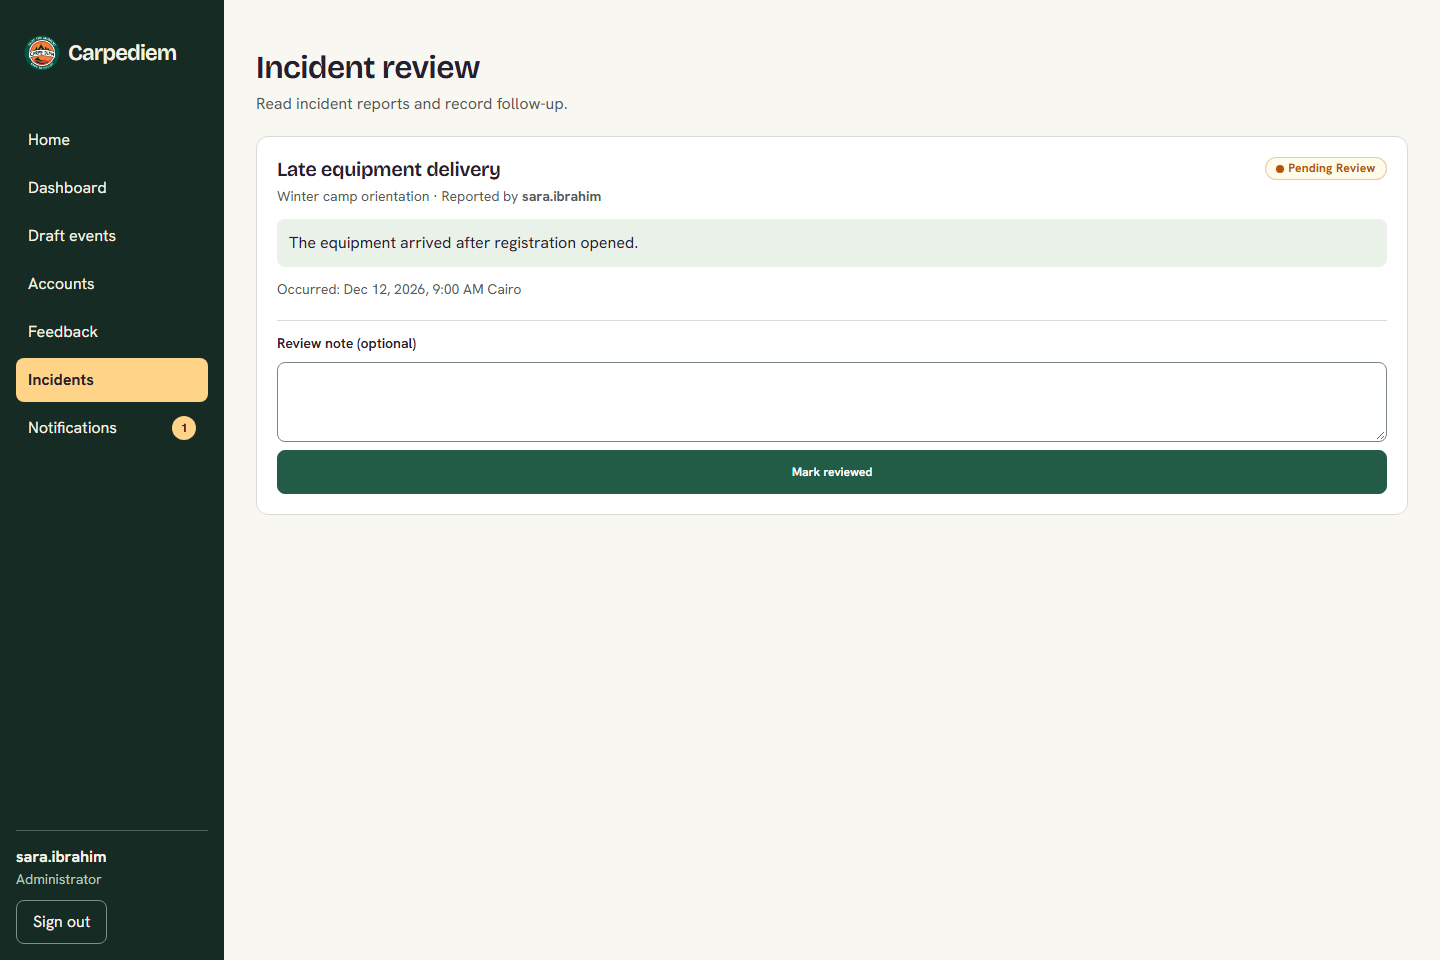 Carpediem
Home
Dashboard
Draft events
Accounts
Feedback
Incidents
Notifications 1
sara.ibrahim
Administrator
Sign out
Incident review
Read incident reports and record follow-up.
Late equipment delivery
Pending Review
Winter camp orientation · Reported by sara.ibrahim
The equipment arrived after registration opened.
Occurred: Dec 12, 2026, 9:00 AM Cairo
Review note (optional)
Mark reviewed